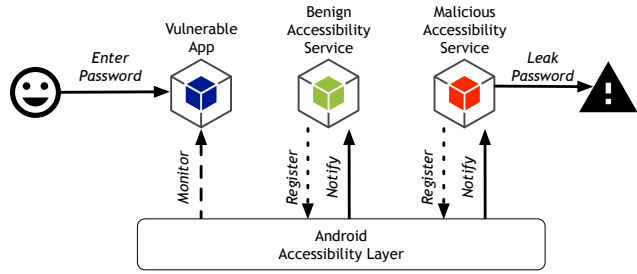 Vulnerable
App
Benign
Accessibility
Service
Malicious
Accessibility
Service
Enter
Password
Leak
Password
Monitor
Register
Notify
Register
Notify
Android
Accessibility Layer